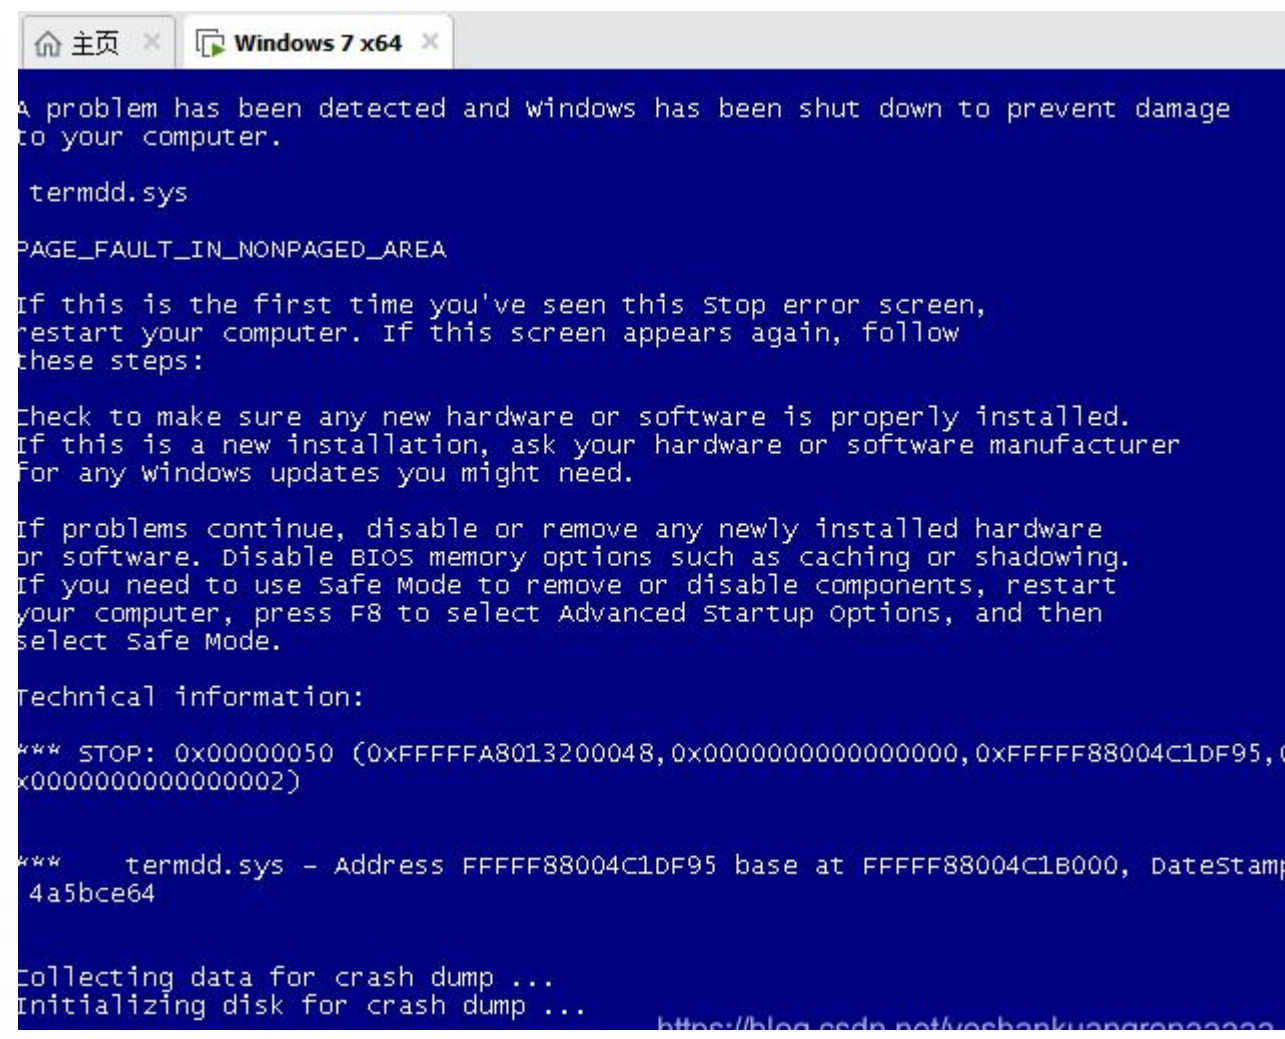 主页
Windows 7 x64
A problem has been detected and Windows has been shut down to prevent damage
to your computer.
termdd.sys
PAGE_FAULT_IN_NONPAGED_AREA
If this is the first time you've seen this Stop error screen,
restart your computer. If this screen appears again, follow
these steps:
Check to make sure any new hardware or software is properly installed.
If this is a new installation, ask your hardware or software manufacturer
for any Windows updates you might need.
If problems continue, disable or remove any newly installed hardware
or software. Disable BIOS memory options such as caching or shadowing.
If you need to use Safe Mode to remove or disable components, restart
your computer, press F8 to select Advanced Startup Options, and then
select Safe Mode.
Technical information:
*** STOP: 0x00000050 (0xFFFFFA8013200048,0x0000000000000000,0xFFFFF88004C1DF95,0
x0000000000000002)
*** termdd.sys - Address FFFFF88004C1DF95 base at FFFFF88004C1B000, DateStamp
4a5bce64
Collecting data for crash dump ...
Initializing disk for crash dump ...